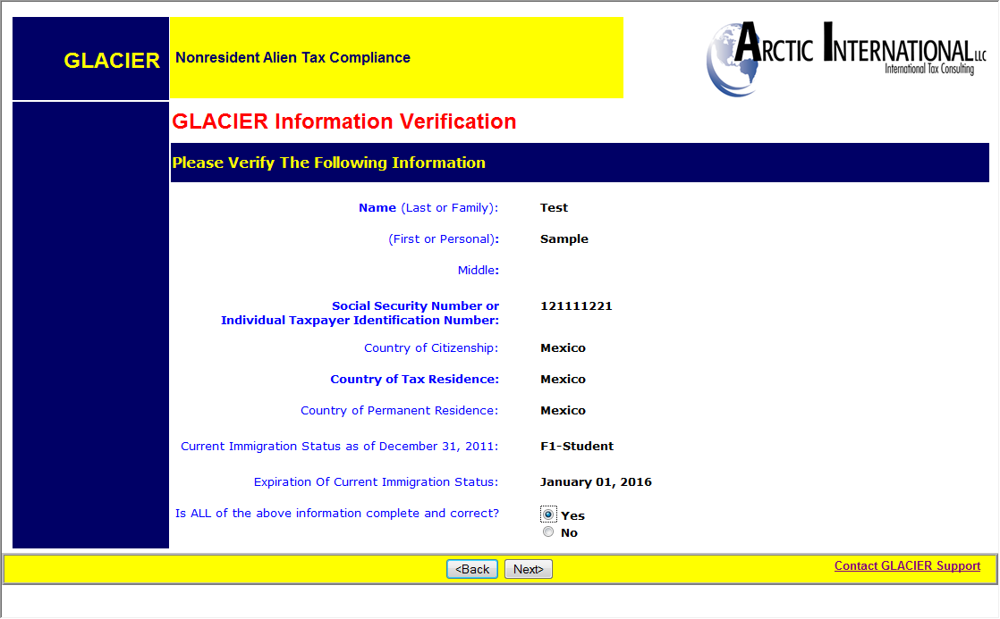 GLACIER
Nonresident Alien Tax Compliance
ARCTIC INTERNATIONAL LLC
International Tax Consulting
GLACIER Information Verification
Please Verify The Following Information
Name (Last or Family): Test
(First or Personal): Sample
Middle:
Social Security Number or
Individual Taxpayer Identification Number: 121111221
Country of Citizenship: Mexico
Country of Tax Residence: Mexico
Country of Permanent Residence: Mexico
Current Immigration Status as of December 31, 2011: F1-Student
Expiration Of Current Immigration Status: January 01, 2016
Is ALL of the above information complete and correct? Yes
No
<Back Next>
Contact GLACIER Support